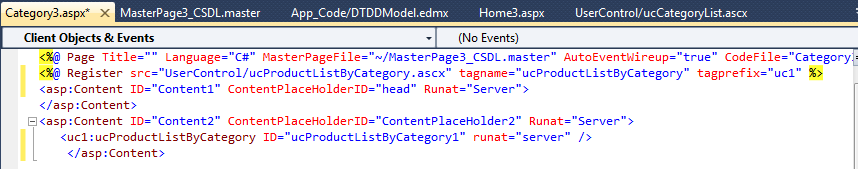 Category3.aspx* MasterPage3_CSDL.master App_Code/DTDDModel.edmx Home3.aspx UserControl/ucCategoryList.ascx
Client Objects & Events (No Events)
<%@ Page Title="" Language="C#" MasterPageFile="~/MasterPage3_CSDL.master" AutoEventWireup="true" CodeFile="Category
<%@ Register src="UserControl/ucProductListByCategory.ascx" tagname="ucProductListByCategory" tagprefix="uc1" %>
<asp:Content ID="Content1" ContentPlaceHolderID="head" Runat="Server">
</asp:Content>
<asp:Content ID="Content2" ContentPlaceHolderID="ContentPlaceHolder2" Runat="Server">
<uc1:ucProductListByCategory ID="ucProductListByCategory1" runat="server" />
</asp:Content>